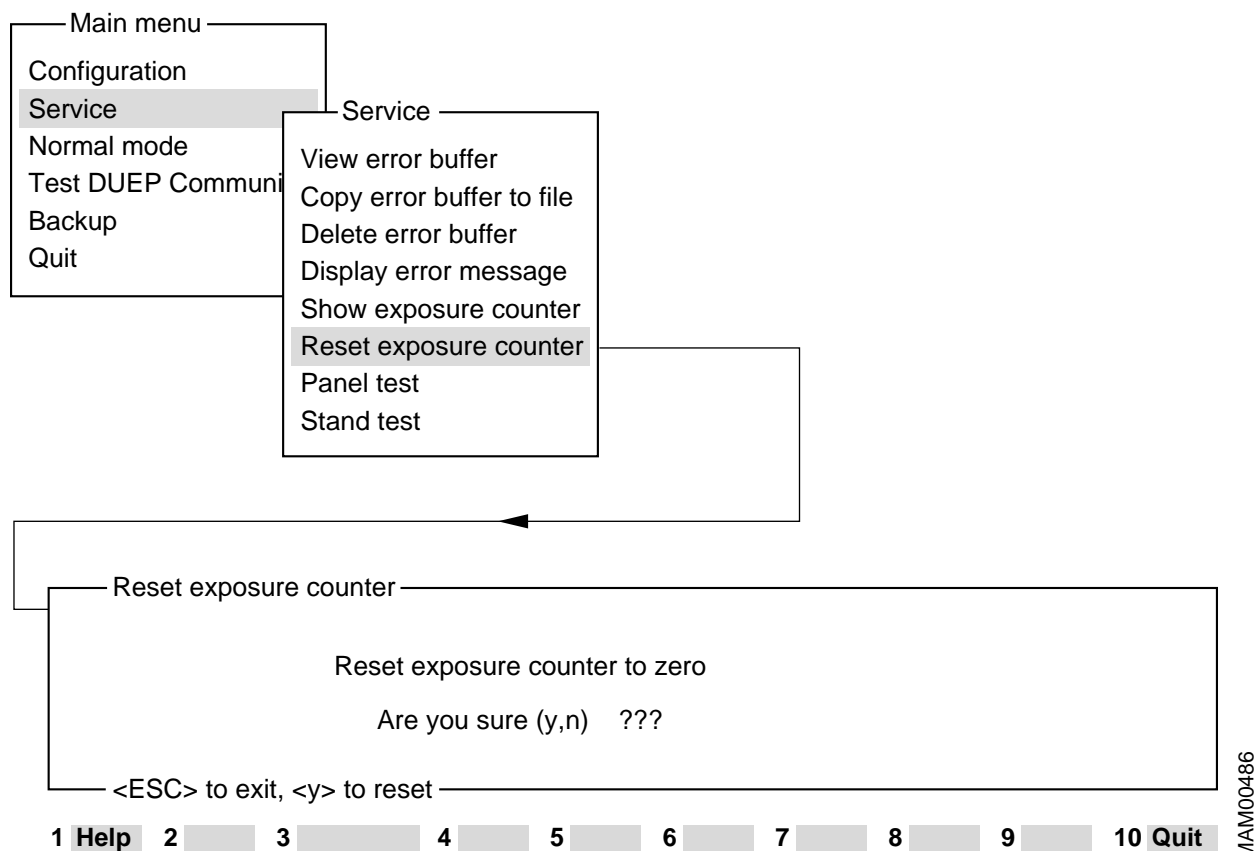 Main menu
Configuration
Service
Normal mode
Test DUEP Communi
Backup
Quit
Service
View error buffer
Copy error buffer to file
Delete error buffer
Display error message
Show exposure counter
Reset exposure counter
Panel test
Stand test
Reset exposure counter
Reset exposure counter to zero
Are you sure (y,n) ???
<ESC> to exit, <y> to reset
1 Help 2 3 4 5 6 7 8 9 10 Quit
MAM00486